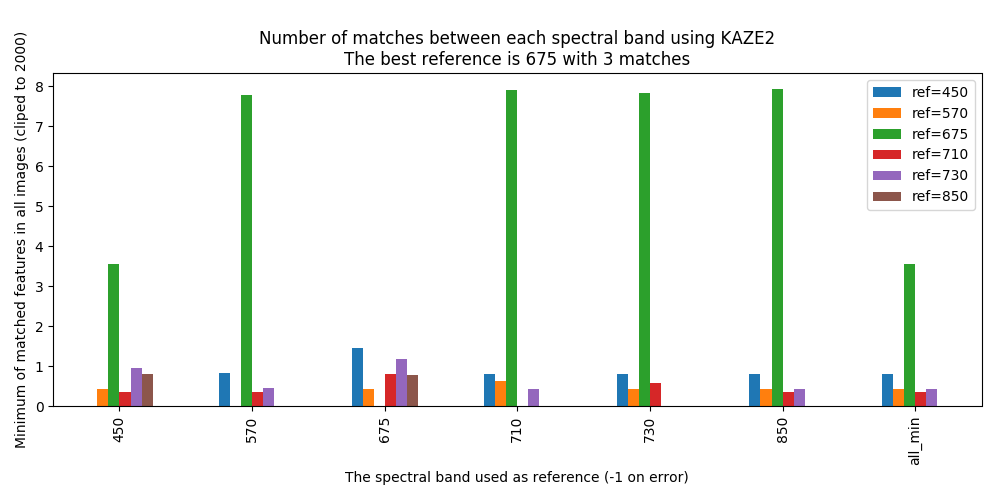 Number of matches between each spectral band using KAZE2
The best reference is 675 with 3 matches
Minimum of matched features in all images (cliped to 2000)
8
7
6
5
4
3
2
1
0
ref=450
ref=570
ref=675
ref=710
ref=730
ref=850
450
570
675
710
730
850
all_min
The spectral band used as reference (-1 on error)